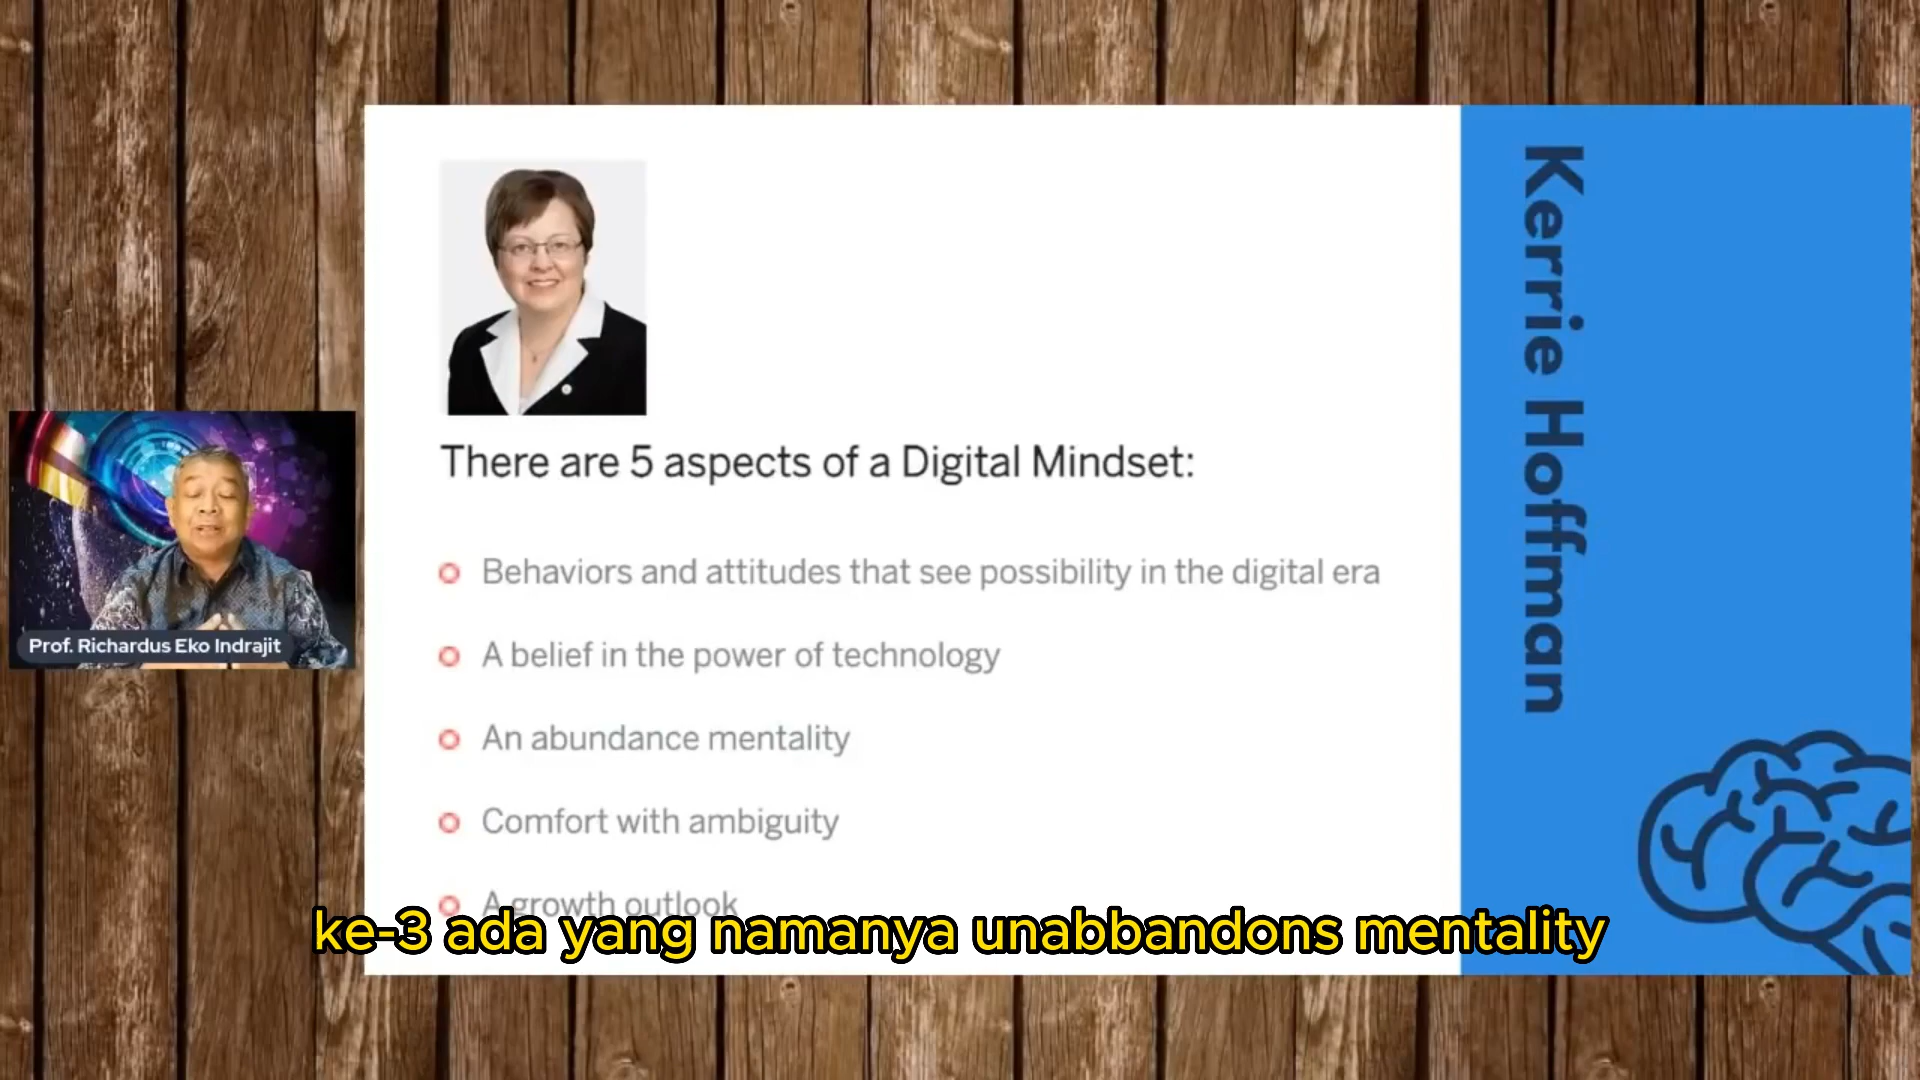 Kerrie Hoffman
There are 5 aspects of a Digital Mindset:
Behaviors and attitudes that see possibility in the digital era
A belief in the power of technology
An abundance mentality
Comfort with ambiguity
A growth outlook
Prof. Richardus Eko Indrajit
ke-3 ada yang namanya unabbandons mentality